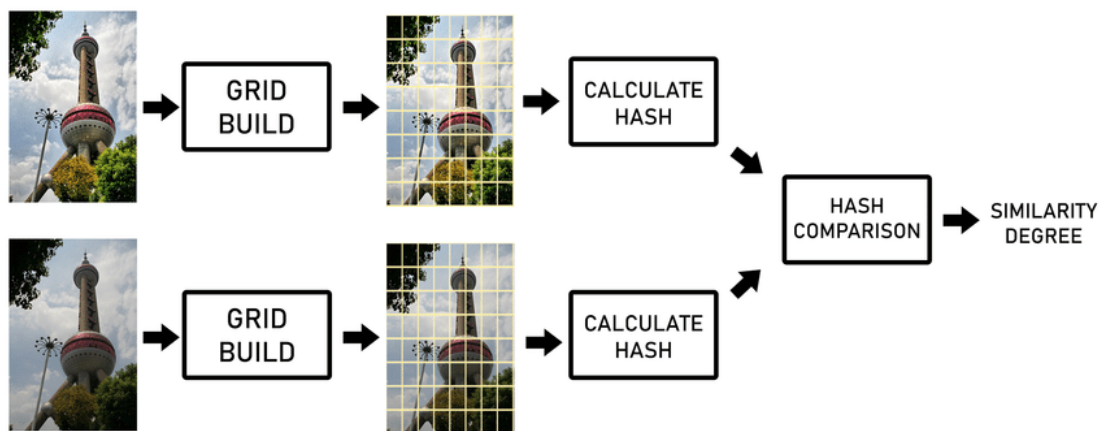 GRID
BUILD
CALCULATE
HASH
HASH
COMPARISON
SIMILARITY
DEGREE
GRID
BUILD
CALCULATE
HASH